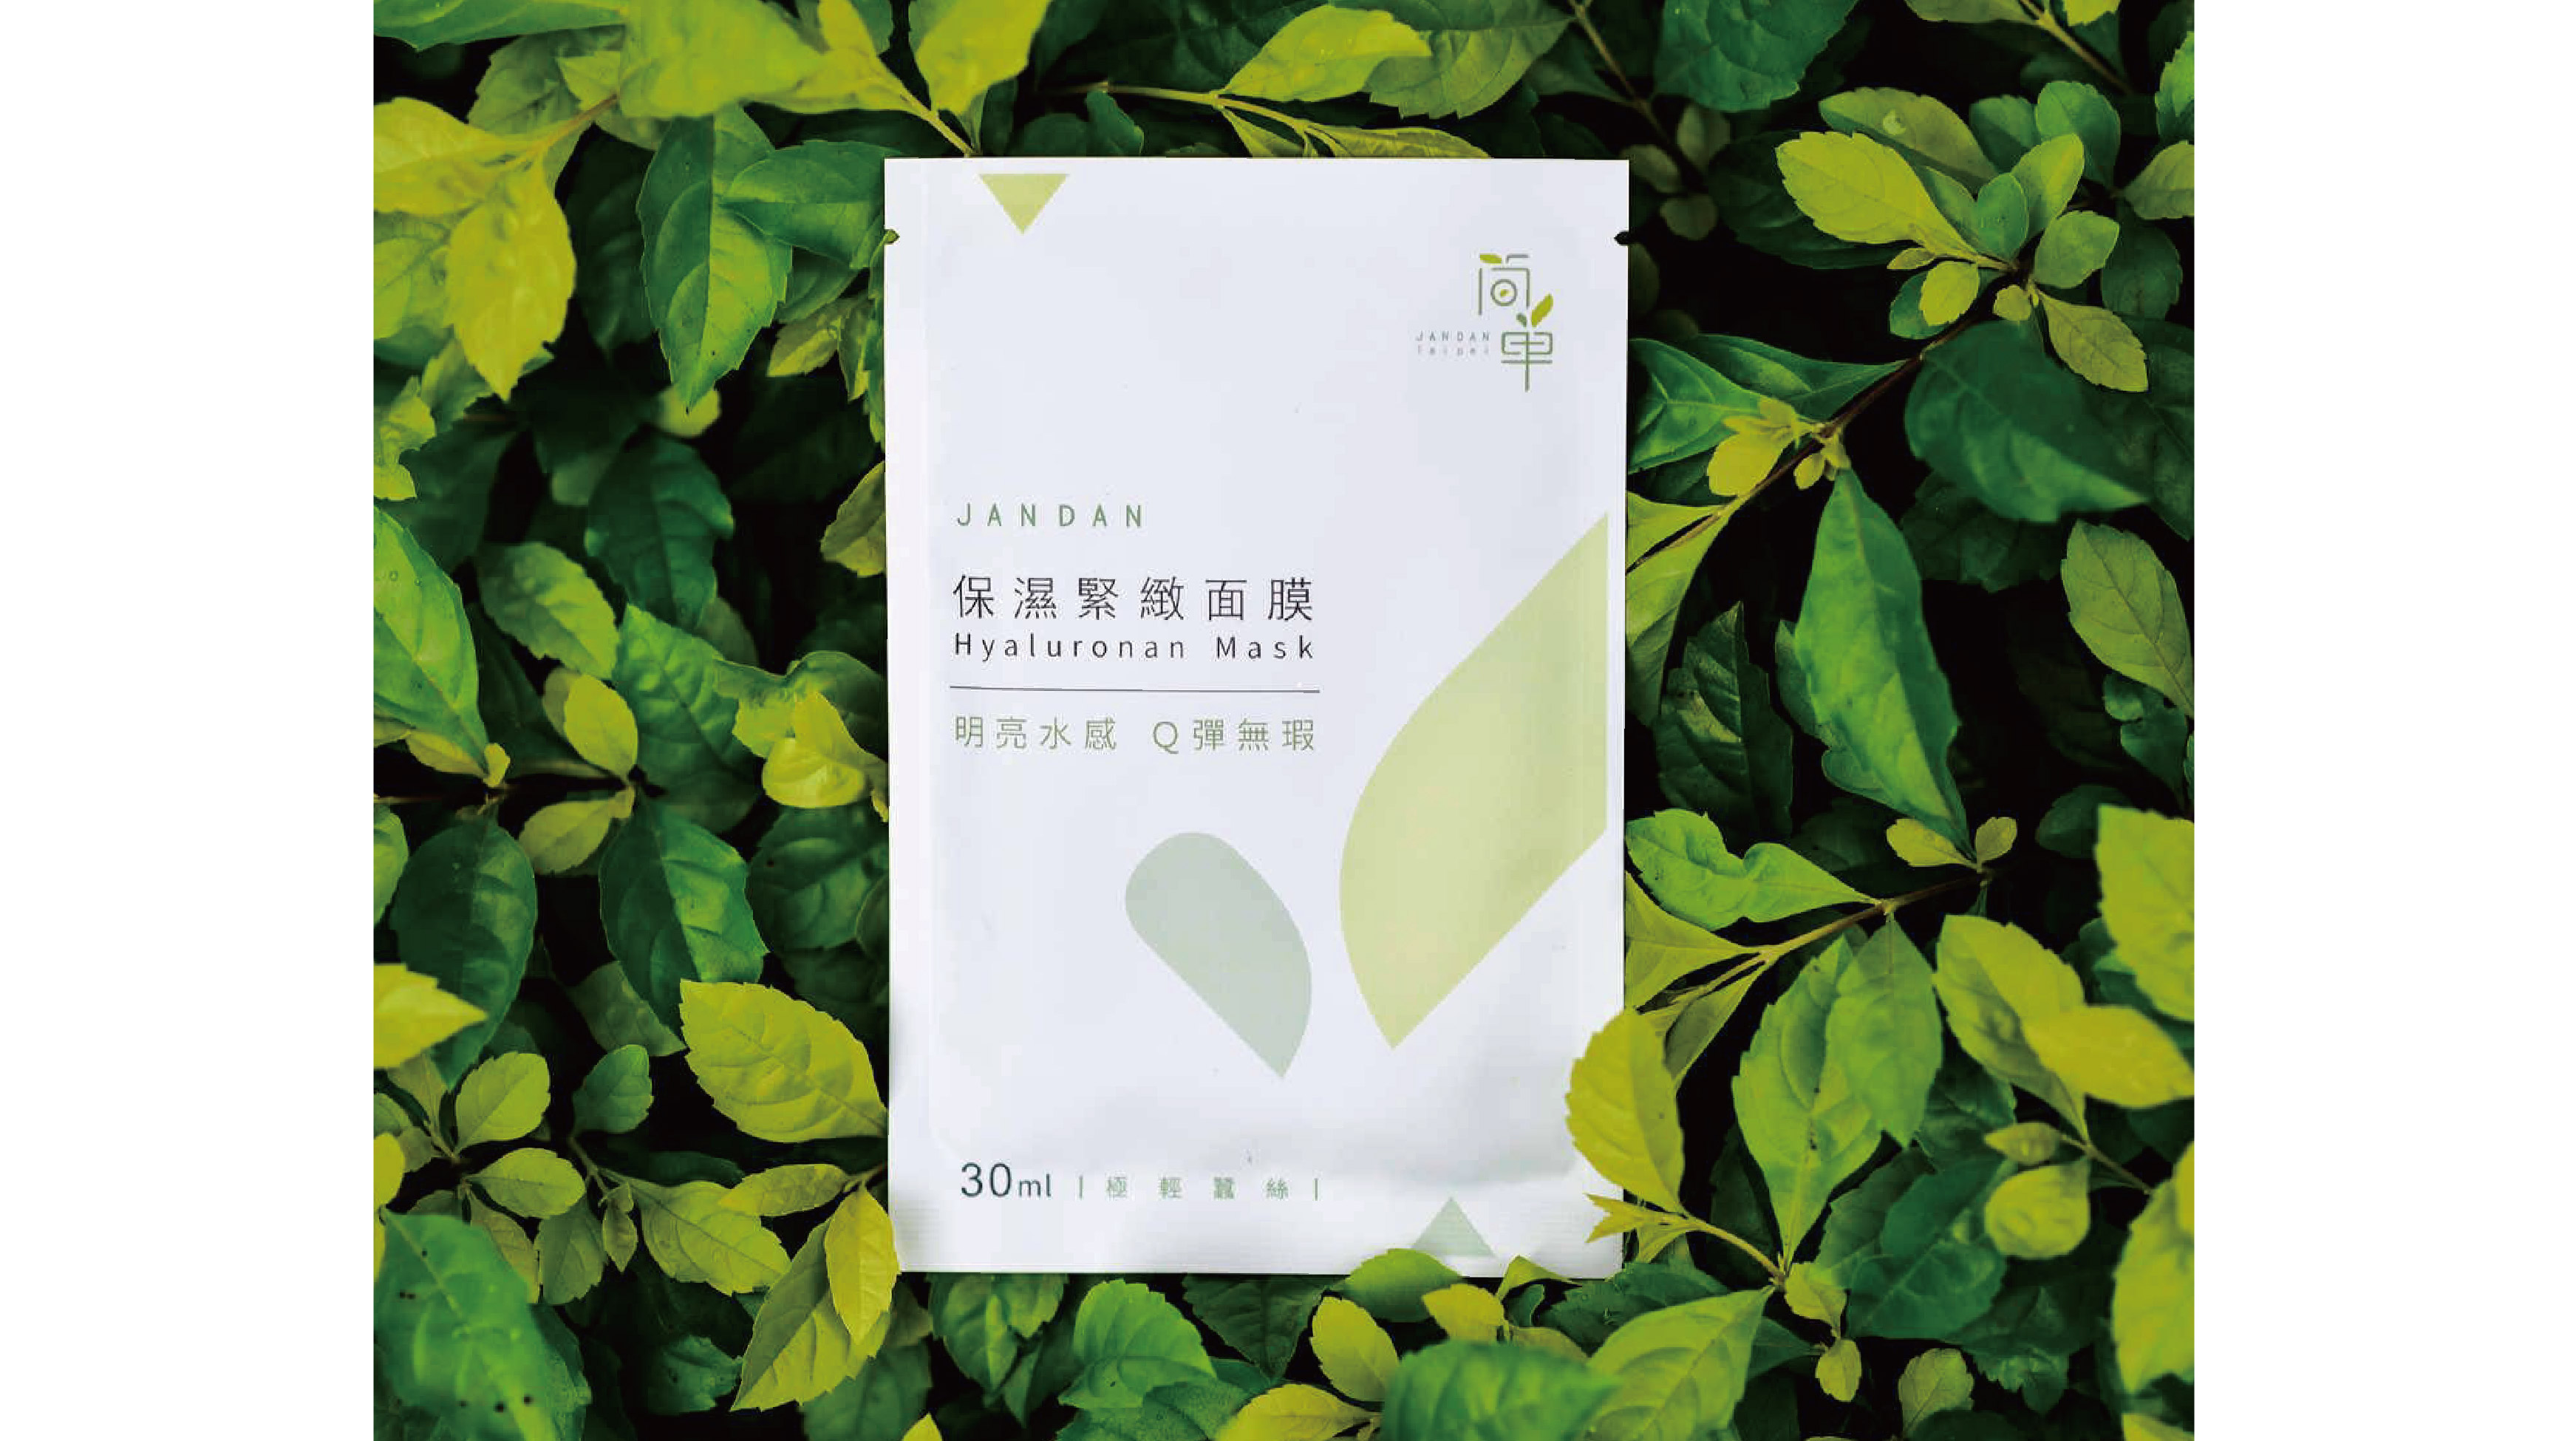 简單
JANDAN
Taipei
JANDAN
保濕緊緻面膜
Hyaluronan Mask
明亮水感 Q彈無瑕
30ml | 極輕蠶絲 |